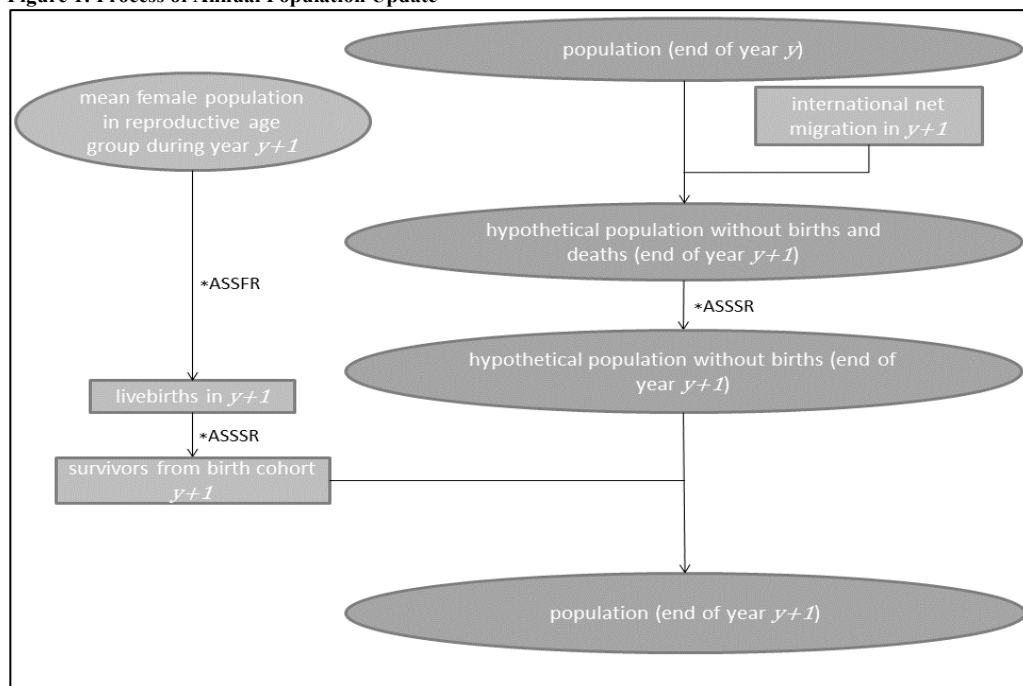 Figure 1: Process of Annual Population Update
population (end of year y)
mean female population
in reproductive age
group during year y+1
international net
migration in y+1
hypothetical population without births and
deaths (end of year y+1)
*ASSFR
*ASSSR
hypothetical population without births (end of
year y+1)
livebirths in y+1
*ASSSR
survivors from birth cohort
y+1
population (end of year y+1)